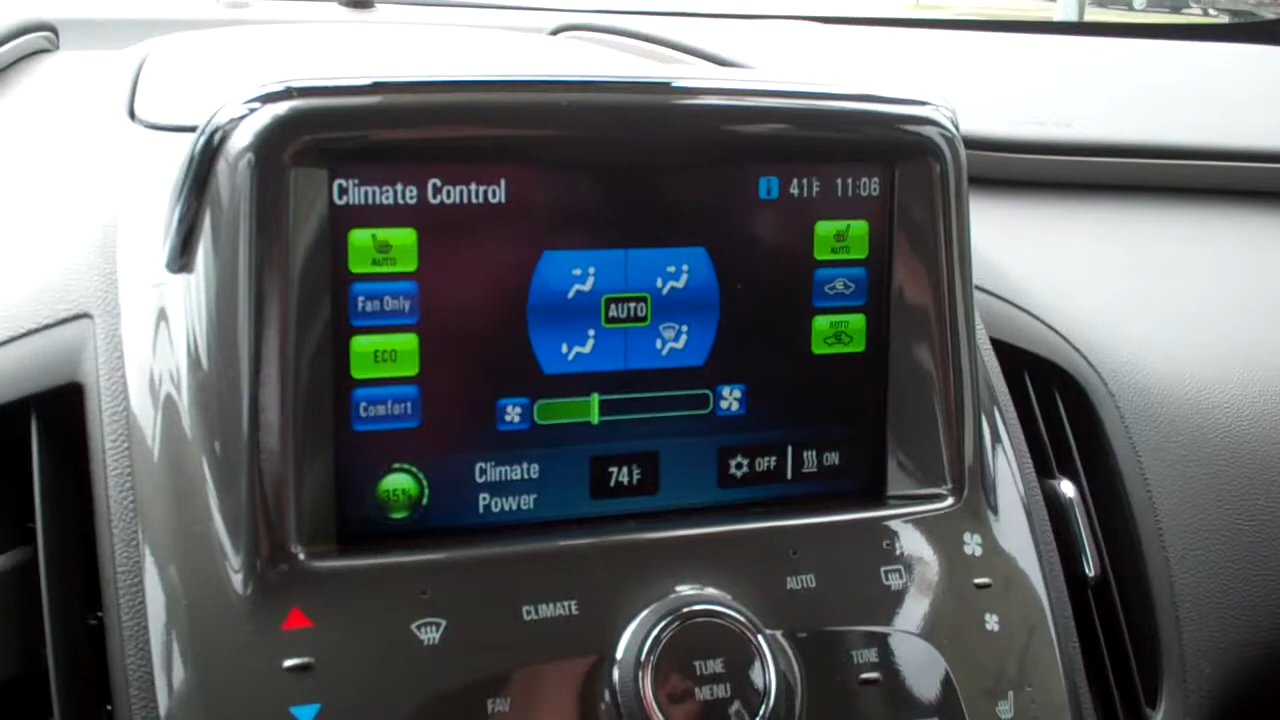 Climate Control
41°F 11:06
AUTO
AUTO
Fan Only
AUTO
AUTO
ECO
Comfort
35%
Climate
Power
74°F
OFF
ON
AUTO
CLIMATE
TUNE
MENU
TONE
FAV